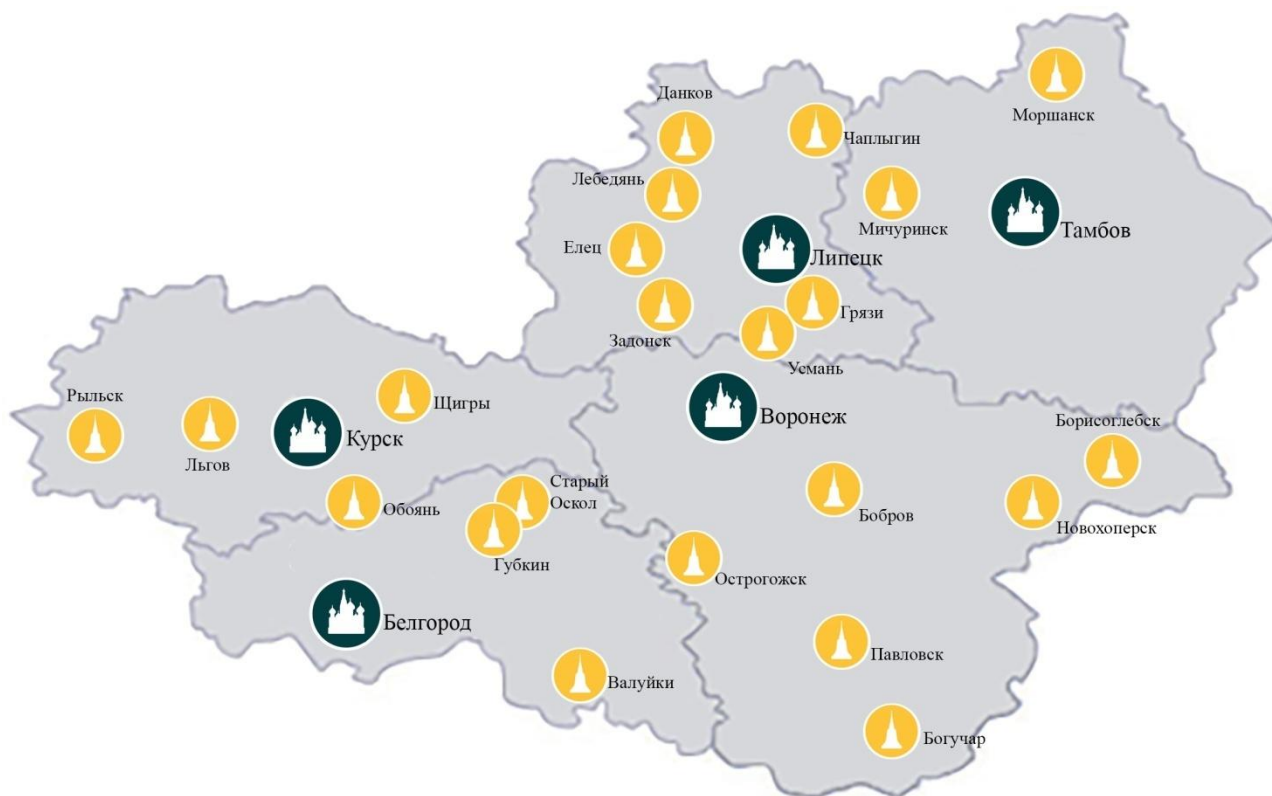 Моршанск
Данков
Чаплыгин
Лебедянь
Мичуринск
Тамбов
Елец
Липецк
Грязи
Задонск
Усмань
Щигры
Рыльск
Воронеж
Курск
Борисоглебск
Льгов
Старый
Оскол
Обоянь
Бобров
Новохоперск
Губкин
Острогожск
Белгород
Павловск
Валуйки
Богучар